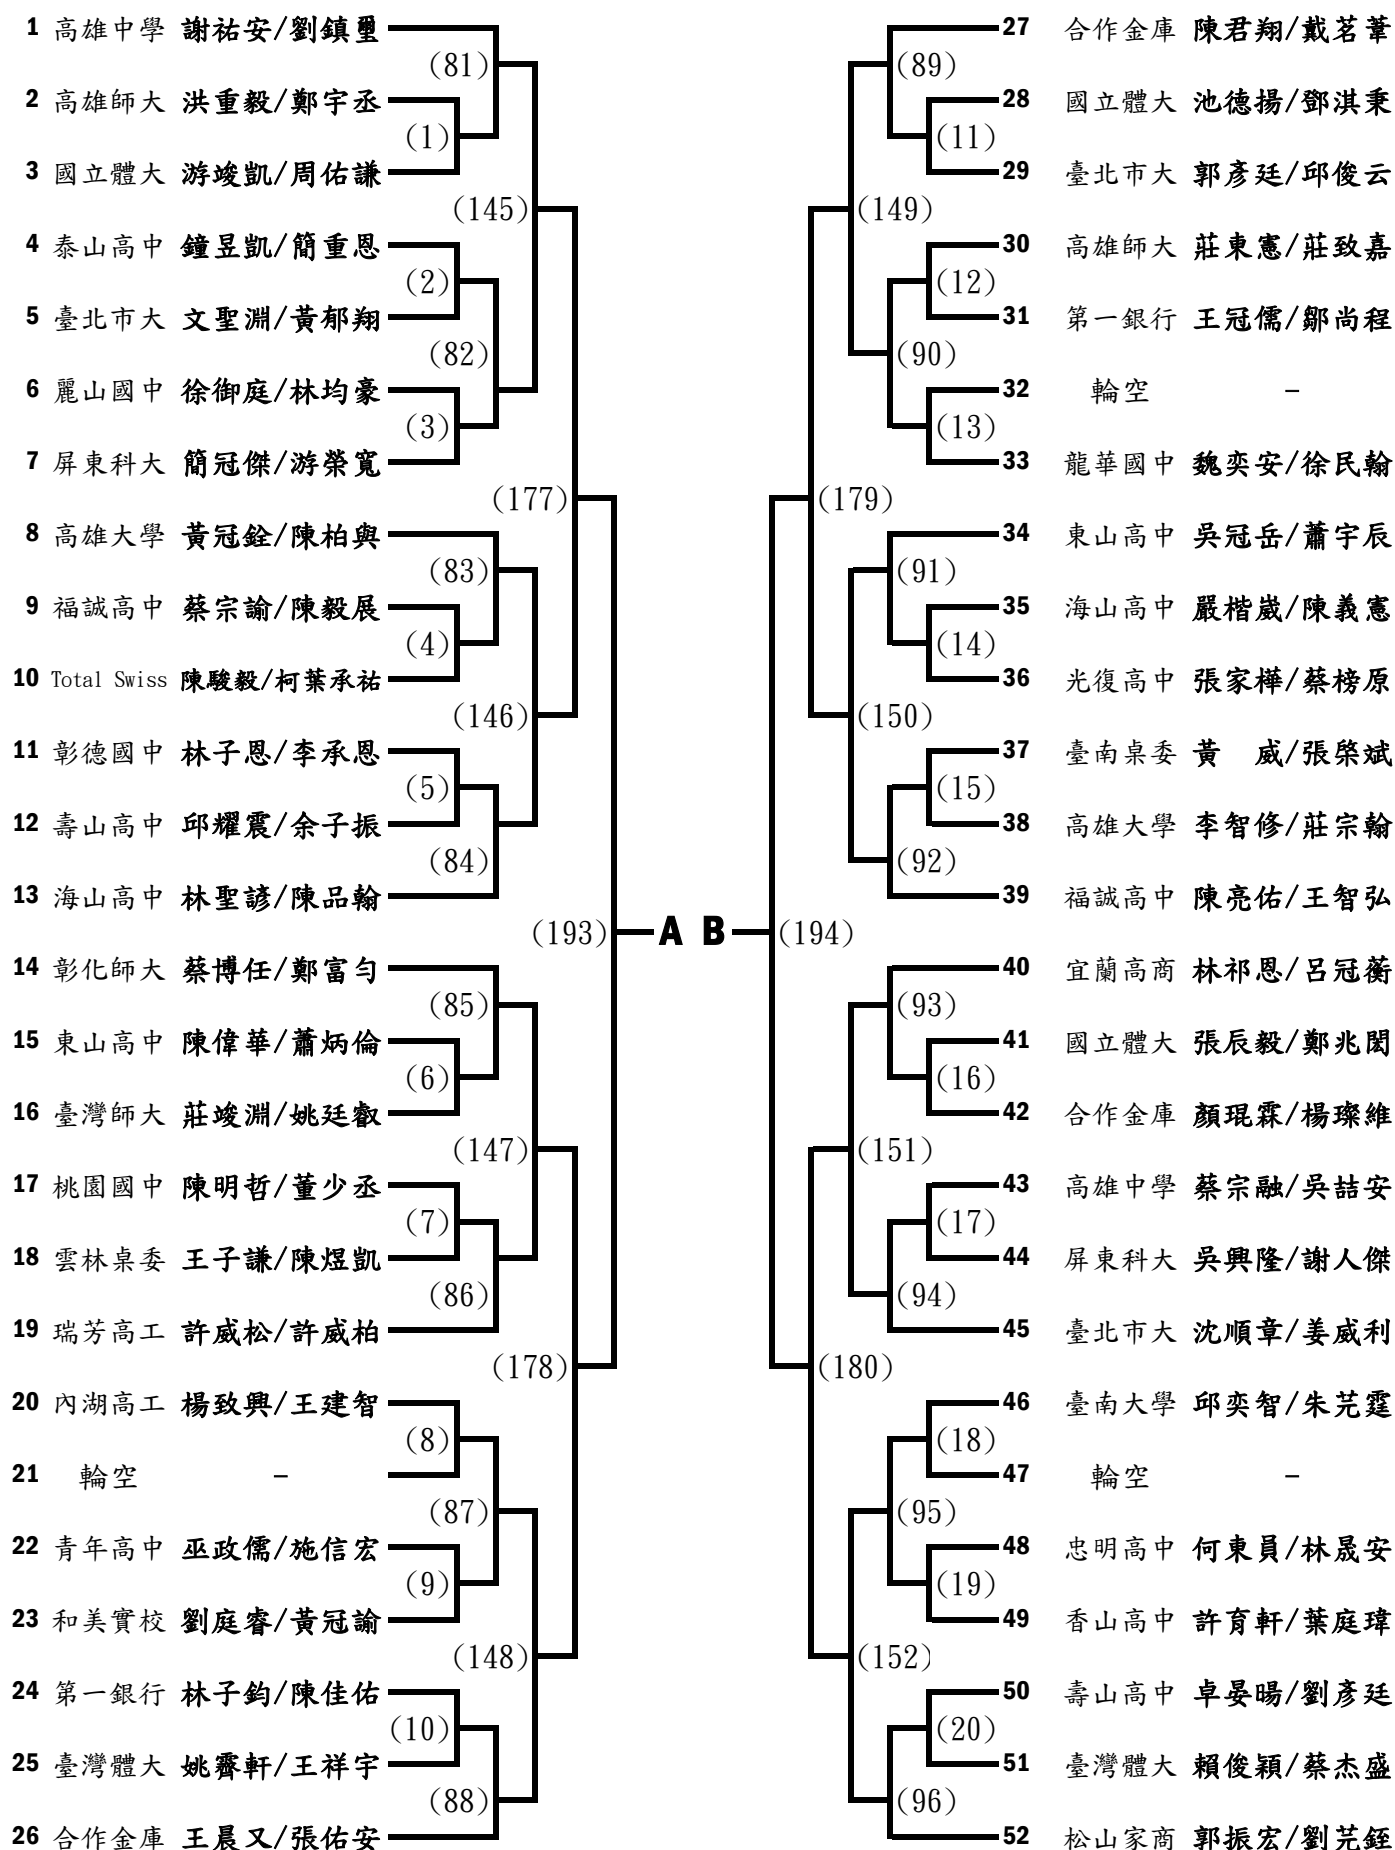 1 高雄中學 謝祐安/劉鎮璽
(81)
2 高雄師大 洪重毅/鄭宇丞
(1)
3 國立體大 游竣凱/周佑謙
(145)
4 泰山高中 鐘昱凱/簡重恩
(2)
5 臺北市大 文聖淵/黃郁翔
(82)
6 麗山國中 徐御庭/林均豪
(3)
7 屏東科大 簡冠傑/游榮寬
(177)
8 高雄大學 黃冠銓/陳柏與
(83)
9 福誠高中 蔡宗諭/陳毅展
(4)
10 Total Swiss 陳駿毅/柯葉承祐
(146)
11 彰德國中 林子恩/李承恩
(5)
12 壽山高中 邱耀震/余子振
(84)
13 海山高中 林聖諺/陳品翰
(193) A
14 彰化師大 蔡博任/鄭富勻
(85)
15 東山高中 陳偉華/蕭炳倫
(6)
16 臺灣師大 莊竣淵/姚廷叡
(147)
17 桃園國中 陳明哲/董少丞
(7)
18 雲林桌委 王子謙/陳煜凱
(86)
19 瑞芳高工 許威松/許威柏
(178)
20 內湖高工 楊致興/王建智
(8)
21 輪空 -
(87)
22 青年高中 巫政儒/施信宏
(9)
23 和美實校 劉庭睿/黃冠諭
(148)
24 第一銀行 林子鈞/陳佳佑
(10)
25 臺灣體大 姚霽軒/王祥宇
(88)
26 合作金庫 王晨又/張佑安
27 合作金庫 陳君翔/戴茗葦
(89)
28 國立體大 池德揚/鄧淇秉
(11)
29 臺北市大 郭彥廷/邱俊云
(149)
30 高雄師大 莊東憲/莊致嘉
(12)
31 第一銀行 王冠儒/鄒尚程
(90)
32 輪空 -
(13)
33 龍華國中 魏奕安/徐民翰
(179)
34 東山高中 吳冠岳/蕭宇辰
(91)
35 海山高中 嚴楷崴/陳義憲
(14)
36 光復高中 張家樺/蔡榜原
(150)
37 臺南桌委 黃 威/張棨斌
(15)
38 高雄大學 李智修/莊宗翰
(92)
39 福誠高中 陳亮佑/王智弘
B (194)
40 宜蘭高商 林祁恩/呂冠蘅
(93)
41 國立體大 張辰毅/鄭兆閎
(16)
42 合作金庫 顏琨霖/楊璨維
(151)
43 高雄中學 蔡宗融/吳喆安
(17)
44 屏東科大 吳興隆/謝人傑
(94)
45 臺北市大 沈順章/姜威利
(180)
46 臺南大學 邱奕智/朱芫霆
(18)
47 輪空 -
(95)
48 忠明高中 何東員/林晟安
(19)
49 香山高中 許育軒/葉庭瑋
(152)
50 壽山高中 卓晏暘/劉彥廷
(20)
51 臺灣體大 賴俊穎/蔡杰盛
(96)
52 松山家商 郭振宏/劉芫銍